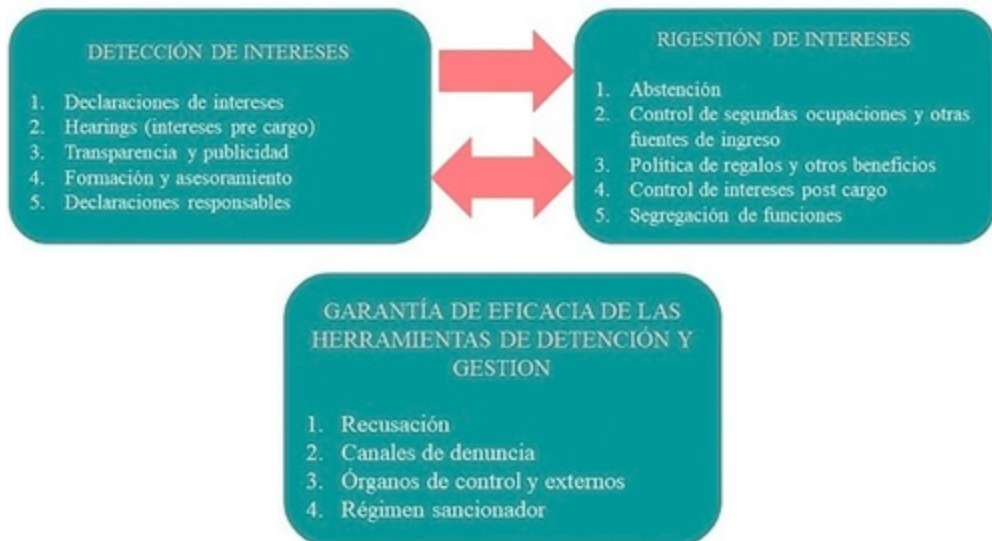 DETECCIÓN DE INTERESES
1. Declaraciones de intereses
2. Hearings (intereses pre cargo)
3. Transparencia y publicidad
4. Formación y asesoramiento
5. Declaraciones responsables
RIGESTIÓN DE INTERESES
1. Abstención
2. Control de segundas ocupaciones y otras
fuentes de ingreso
3. Política de regalos y otros beneficios
4. Control de intereses post cargo
5. Segregación de funciones
GARANTÍA DE EFICACIA DE LAS
HERRAMIENTAS DE DETENCIÓN Y
GESTION
1. Recusación
2. Canales de denuncia
3. Órganos de control y externos
4. Régimen sancionador